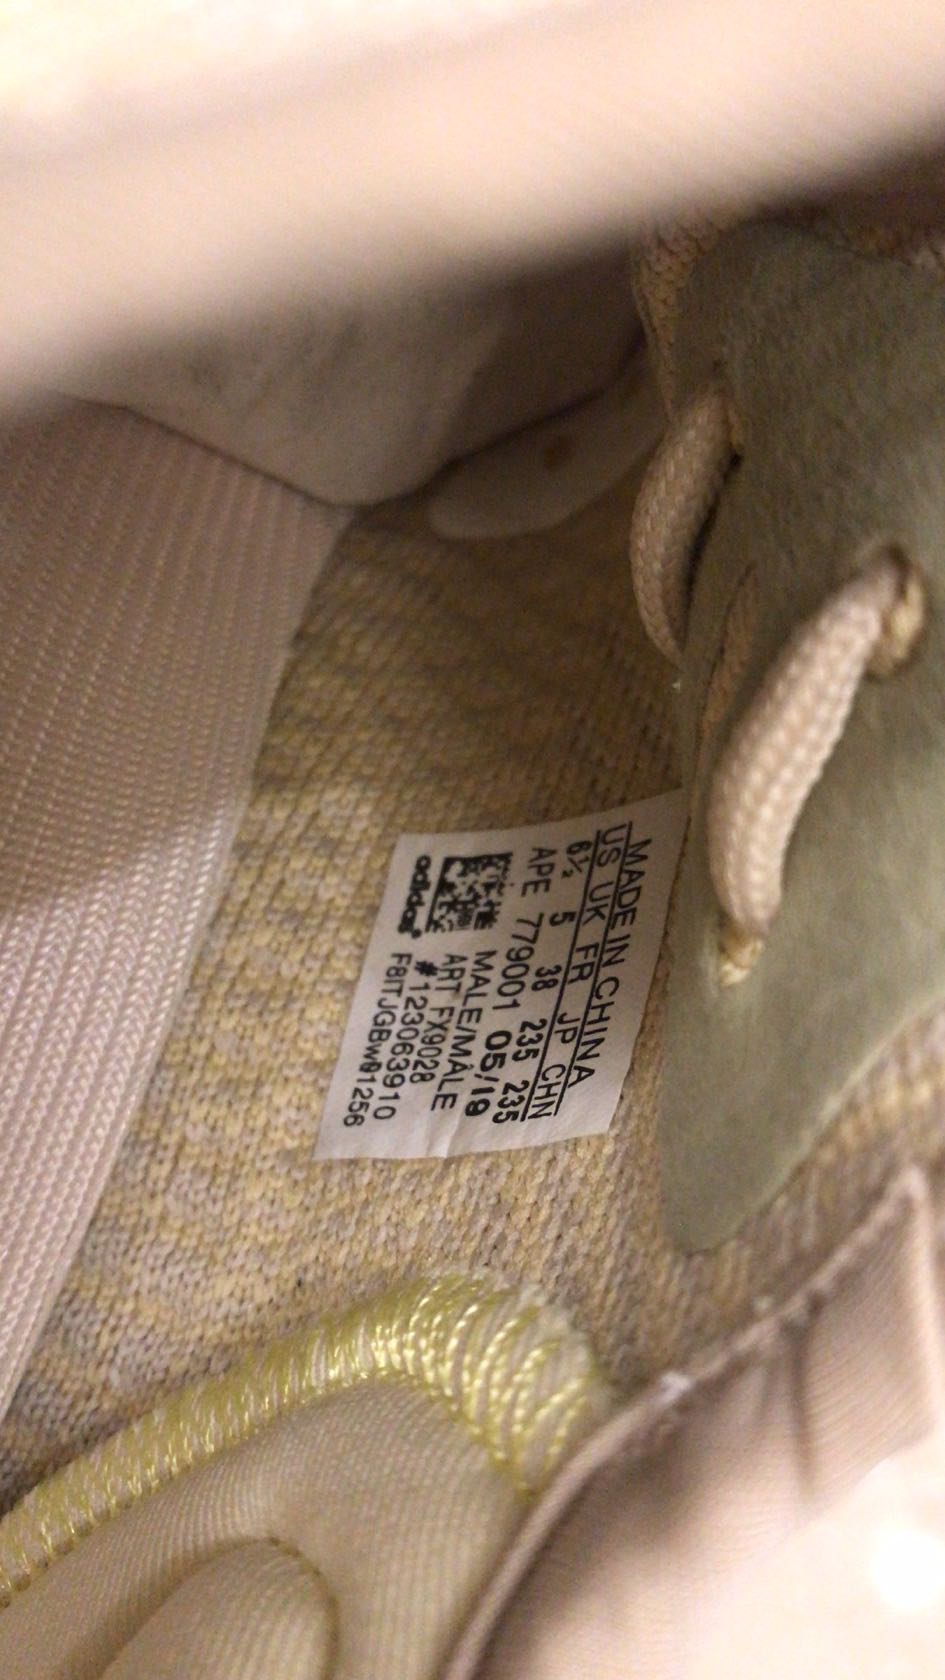 MADE IN CHINA
US UK FR JP CHN
6½ 5 38 235 235
APE 779001 05/19
MALE/MÂLE
ART FX9028
#123063910
F8ITJGBW01256
adidas